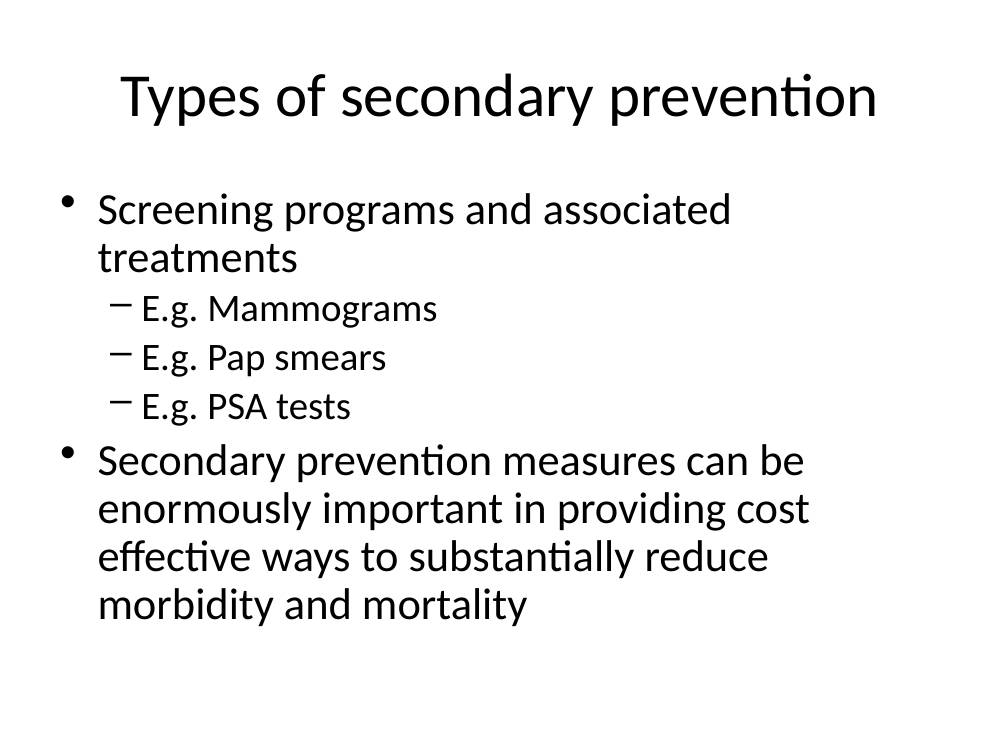 Types of secondary prevention
• Screening programs and associated
treatments
– E.g. Mammograms
– E.g. Pap smears
– E.g. PSA tests
• Secondary prevention measures can be
enormously important in providing cost
effective ways to substantially reduce
morbidity and mortality